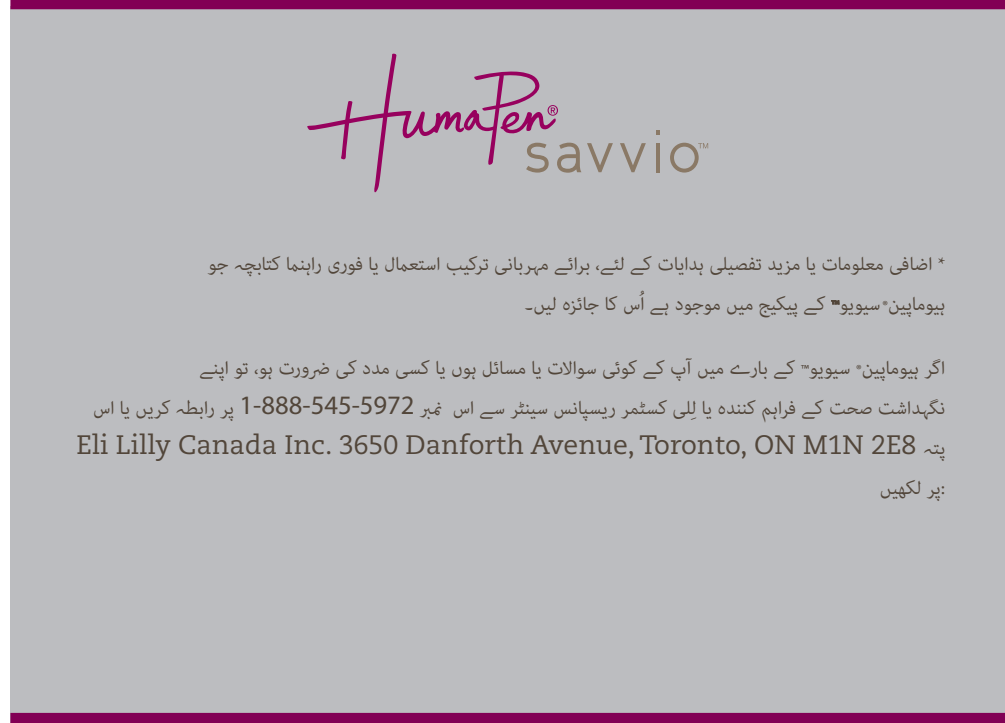 HumaPen®
savvio™
* اضافی معلومات یا مزید تفصیلی ہدایات کے لئے، برائے مہربانی ترکیب استعمال یا فوری راہنما کتابچہ جو
ہیوماپین® سیویو™ کے پیکیج میں موجود ہے اُس کا جائزہ لیں۔
اگر ہیوماپین® سیویو™ کے بارے میں آپ کے کوئی سوالات یا مسائل ہوں یا کسی مدد کی ضرورت ہو، تو اپنے
نگہداشت صحت کے فراہم کنندہ یا لِلی کسٹمر ریسپانس سینٹر سے اس نمبر 1-888-545-5972 پر رابطہ کریں یا اس
پتہ Eli Lilly Canada Inc. 3650 Danforth Avenue, Toronto, ON M1N 2E8
:پر لکھیں